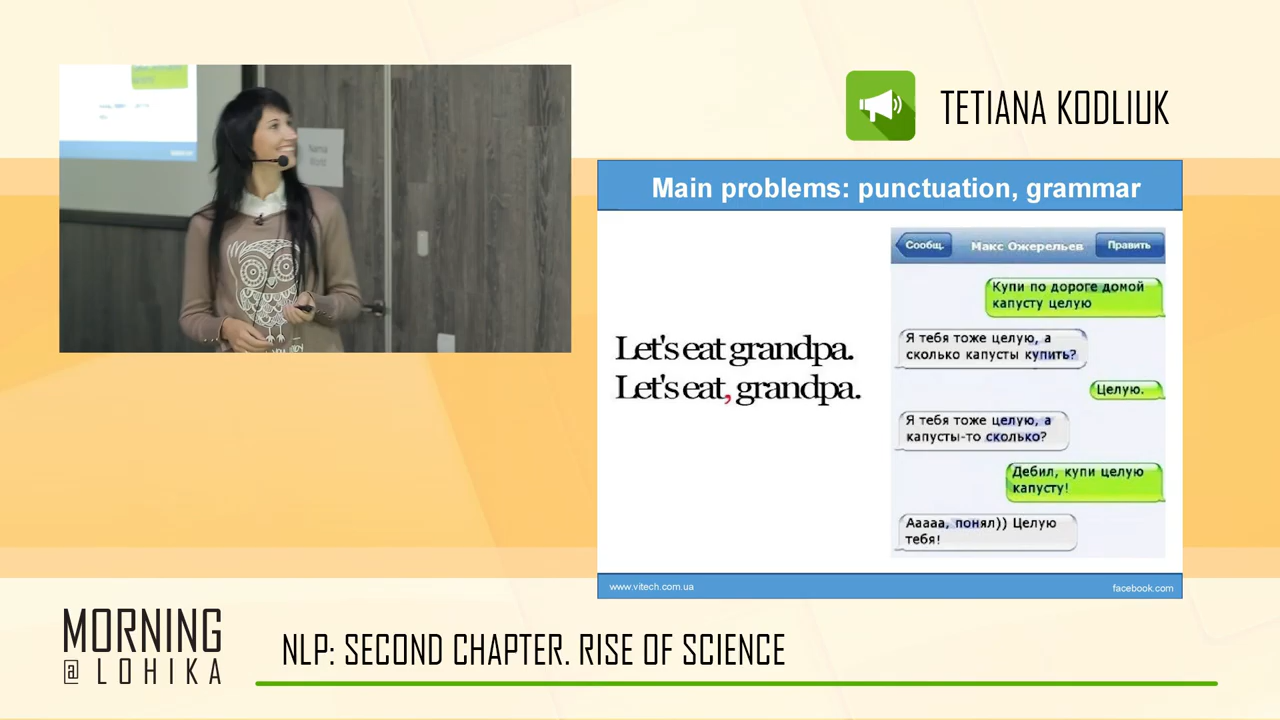 TETIANA KODLIUK
Main problems: punctuation, grammar
Let's eat grandpa.
Let's eat, grandpa.
Сообщ.
Макс Ожерельев
Править
Купи по дороге домой
капусту целую
Я тебя тоже целую, а
сколько капусты купить?
Целую.
Я тебя тоже целую, а
капусты-то сколько?
Дебил, купи целую
капусту!
Ааааа, понял)) Целую
тебя!
www.vitech.com.ua
facebook.com
MORNING
@ LOHIKA
NLP: SECOND CHAPTER. RISE OF SCIENCE